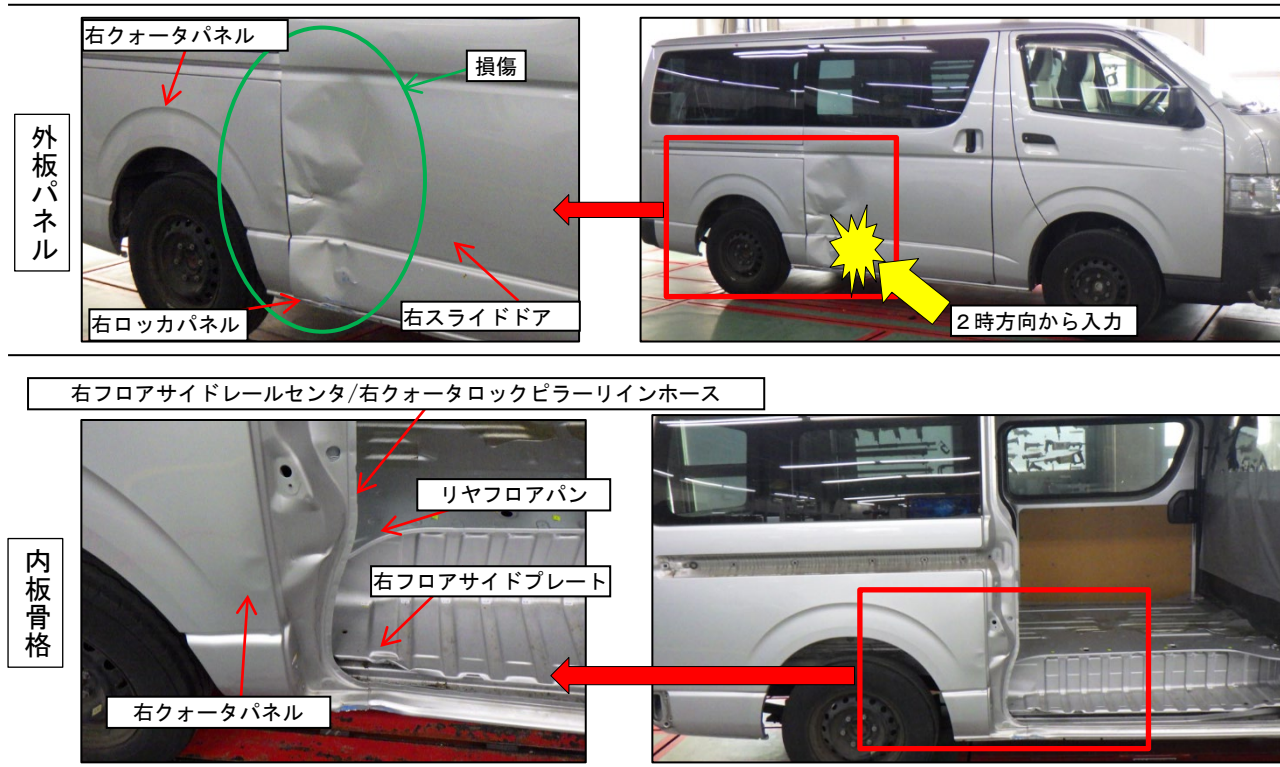 外板パネル
右クォータパネル
損傷
右ロッカパネル
右スライドドア
２時方向から入力
内板骨格
右フロアサイドレールセンタ/右クォータロックピラーリインホース
リヤフロアパン
右フロアサイドプレート
右クォータパネル